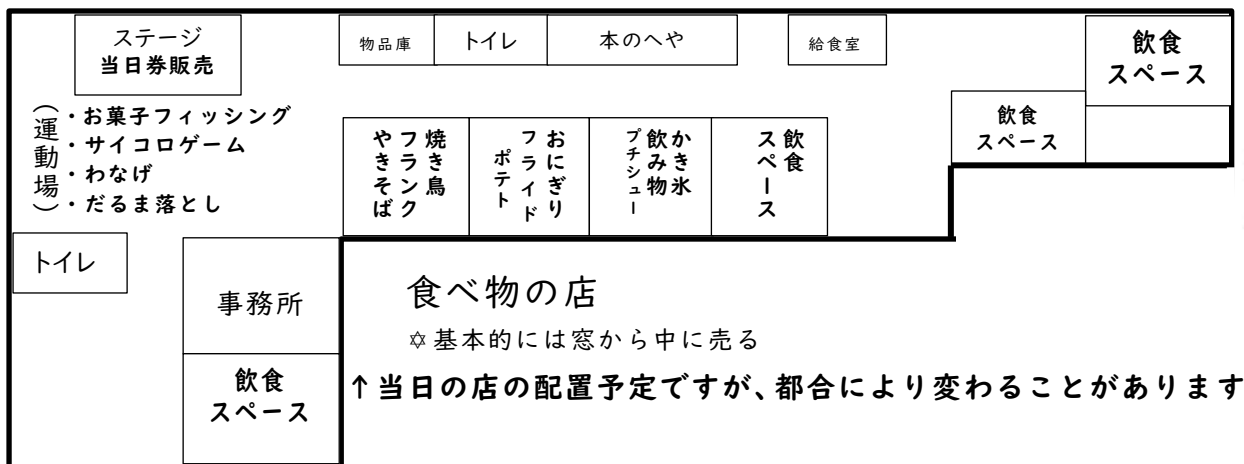 ステージ
当日券販売
物品庫
トイレ
本のへや
給食室
飲食
スペース
飲食
スペース
(運動場)
・お菓子フィッシング
・サイコロゲーム
・わなげ
・だるま落とし
焼き鳥
フランク
やきそば
おにぎり
フライド
ポテト
かき氷
飲み物
プチシュー
飲食
スペース
トイレ
事務所
飲食
スペース
食べ物の店
✡基本的には窓から中に売る
↑当日の店の配置予定ですが、都合により変わることがあります